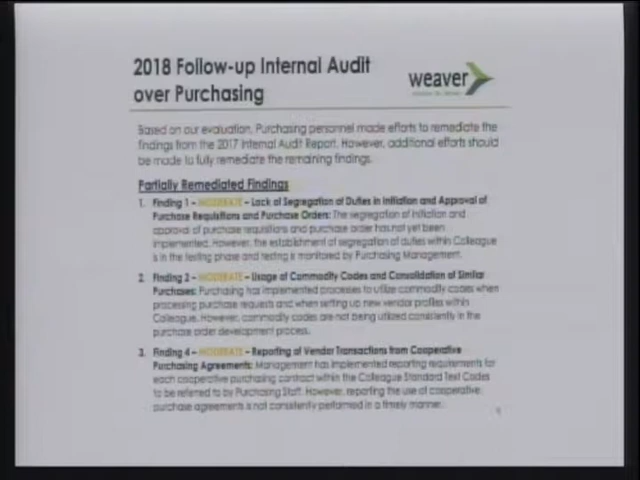 2018 Follow-up Internal Audit
over Purchasing
weaver
Based on our evaluation, Purchasing personnel made efforts to remediate the
findings from the 2017 Internal Audit Report. However, additional efforts should
be made to fully remediate the remaining findings.
Partially Remediated Findings
1. Finding 1 – MODERATE – Lack of Segregation of Duties in Initiation and Approval of
Purchase Requisitions and Purchase Orders: The segregation of initiation and
approval of purchase requisitions and purchase order has not yet been
implemented. However, the establishment of segregation of duties within Colleague
is in the testing phase and testing is monitored by Purchasing Management.
2. Finding 2 – MODERATE – Usage of Commodity Codes and Consolidation of Similar
Purchases: Purchasing has implemented processes to utilize commodity codes when
processing purchase requests and when setting up new vendor profiles within
Colleague. However, commodity codes are not being utilized consistently in the
purchase order development process.
3. Finding 4 – MODERATE – Reporting of Vendor Transactions from Cooperative
Purchasing Agreements: Management has implemented reporting requirements for
each cooperative purchasing contract within the Colleague Standard Text Codes
to be referred to by Purchasing Staff. However, reporting the use of cooperative
purchase agreements is not consistently performed in a timely manner.